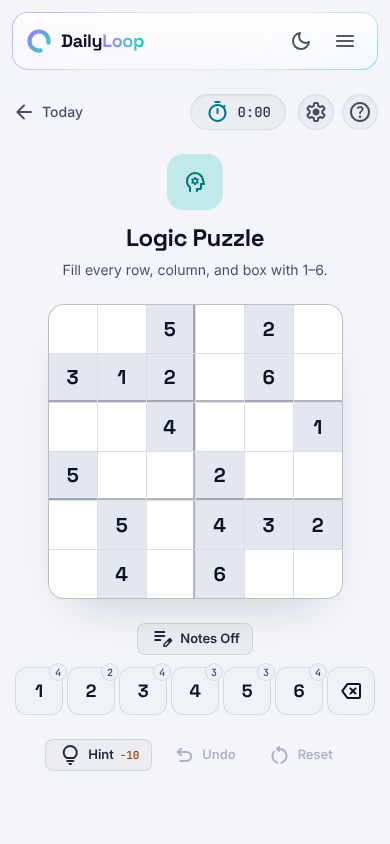 DailyLoop
Today
0:00
Logic Puzzle
Fill every row, column, and box with 1–6.
5 2
3 1 2 6
4 1
5 2
5 4 3 2
4 6
Notes Off
4 2 4 3 3 4
1 2 3 4 5 6
Hint -10 Undo Reset